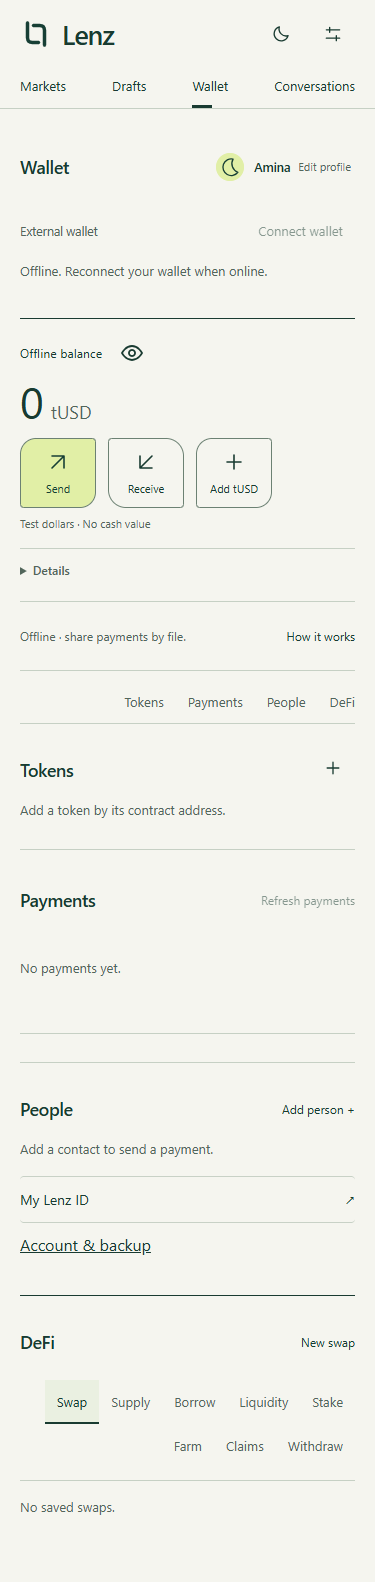 Lenz
Markets Drafts Wallet Conversations
Wallet
Amina Edit profile
External wallet Connect wallet
Offline. Reconnect your wallet when online.
Offline balance
0 tUSD
Send Receive Add tUSD
Test dollars · No cash value
Details
Offline · share payments by file. How it works
Tokens Payments People DeFi
Tokens
Add a token by its contract address.
Payments Refresh payments
No payments yet.
People Add person +
Add a contact to send a payment.
My Lenz ID ↗
Account & backup
DeFi New swap
Swap Supply Borrow Liquidity Stake
Farm Claims Withdraw
No saved swaps.